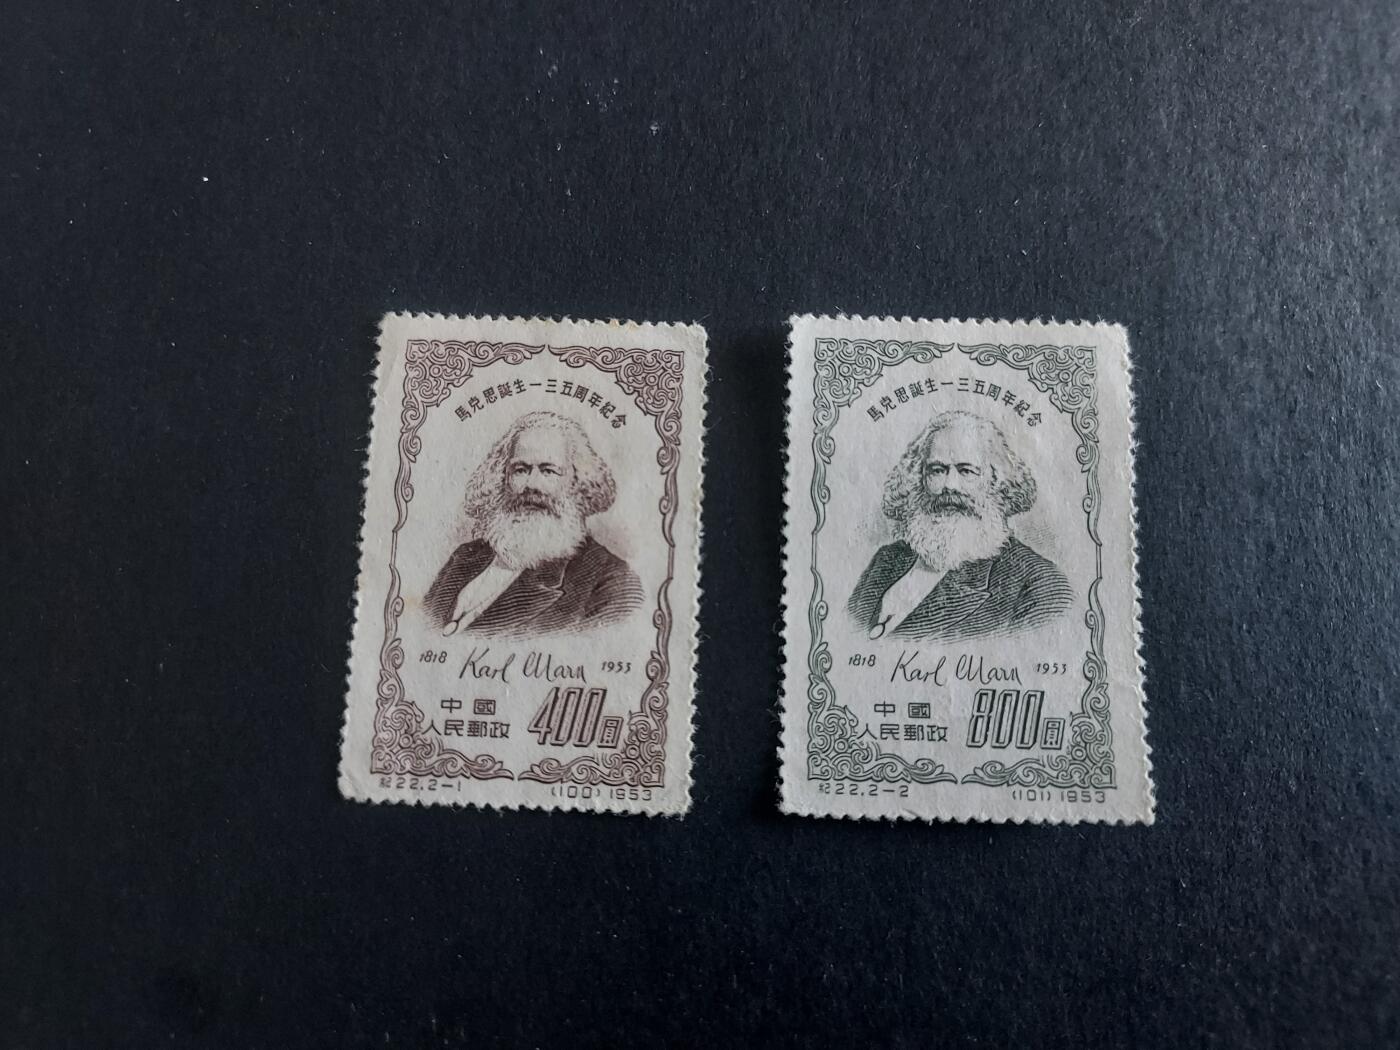 馬克思誕生一三五周年紀念
1818 Karl Marx 1953
中國
人民郵政 400圓
紀22.2-1 (100) 1953
馬克思誕生一三五周年紀念
1818 Karl Marx 1953
中國
人民郵政 800圓
紀22.2-2 (101) 1953